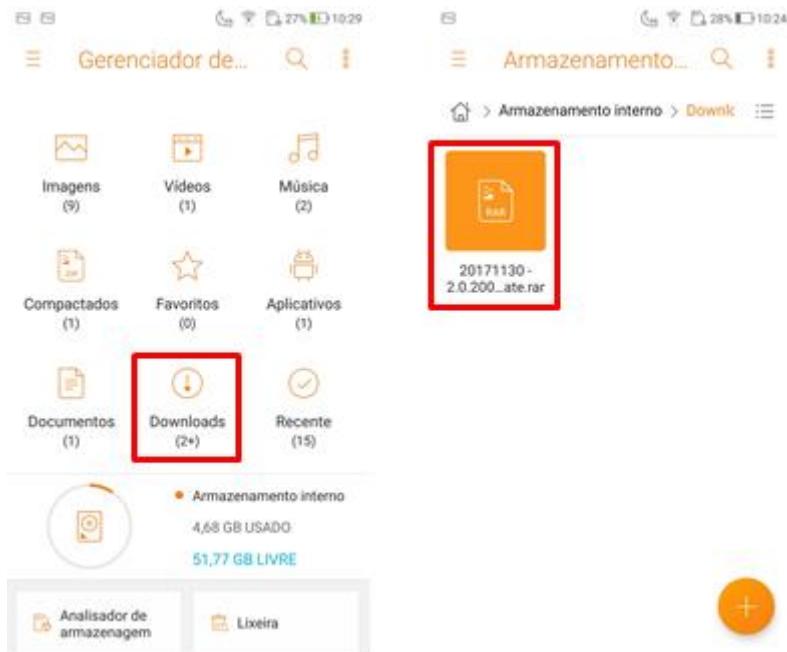 27% 10:29
Gerenciador de...
Imagens
(9)
Vídeos
(1)
Música
(2)
ZIP
Compactados
(1)
Favoritos
(0)
Aplicativos
(1)
Documentos
(1)
Downloads
(2+)
Recente
(15)
Armazenamento interno
4,68 GB USADO
51,77 GB LIVRE
Analisador de
armazenagem
Lixeira
28% 10:24
Armazenamento...
> Armazenamento interno > Downlc
RAR
20171130 -
2.0.200...ate.rar